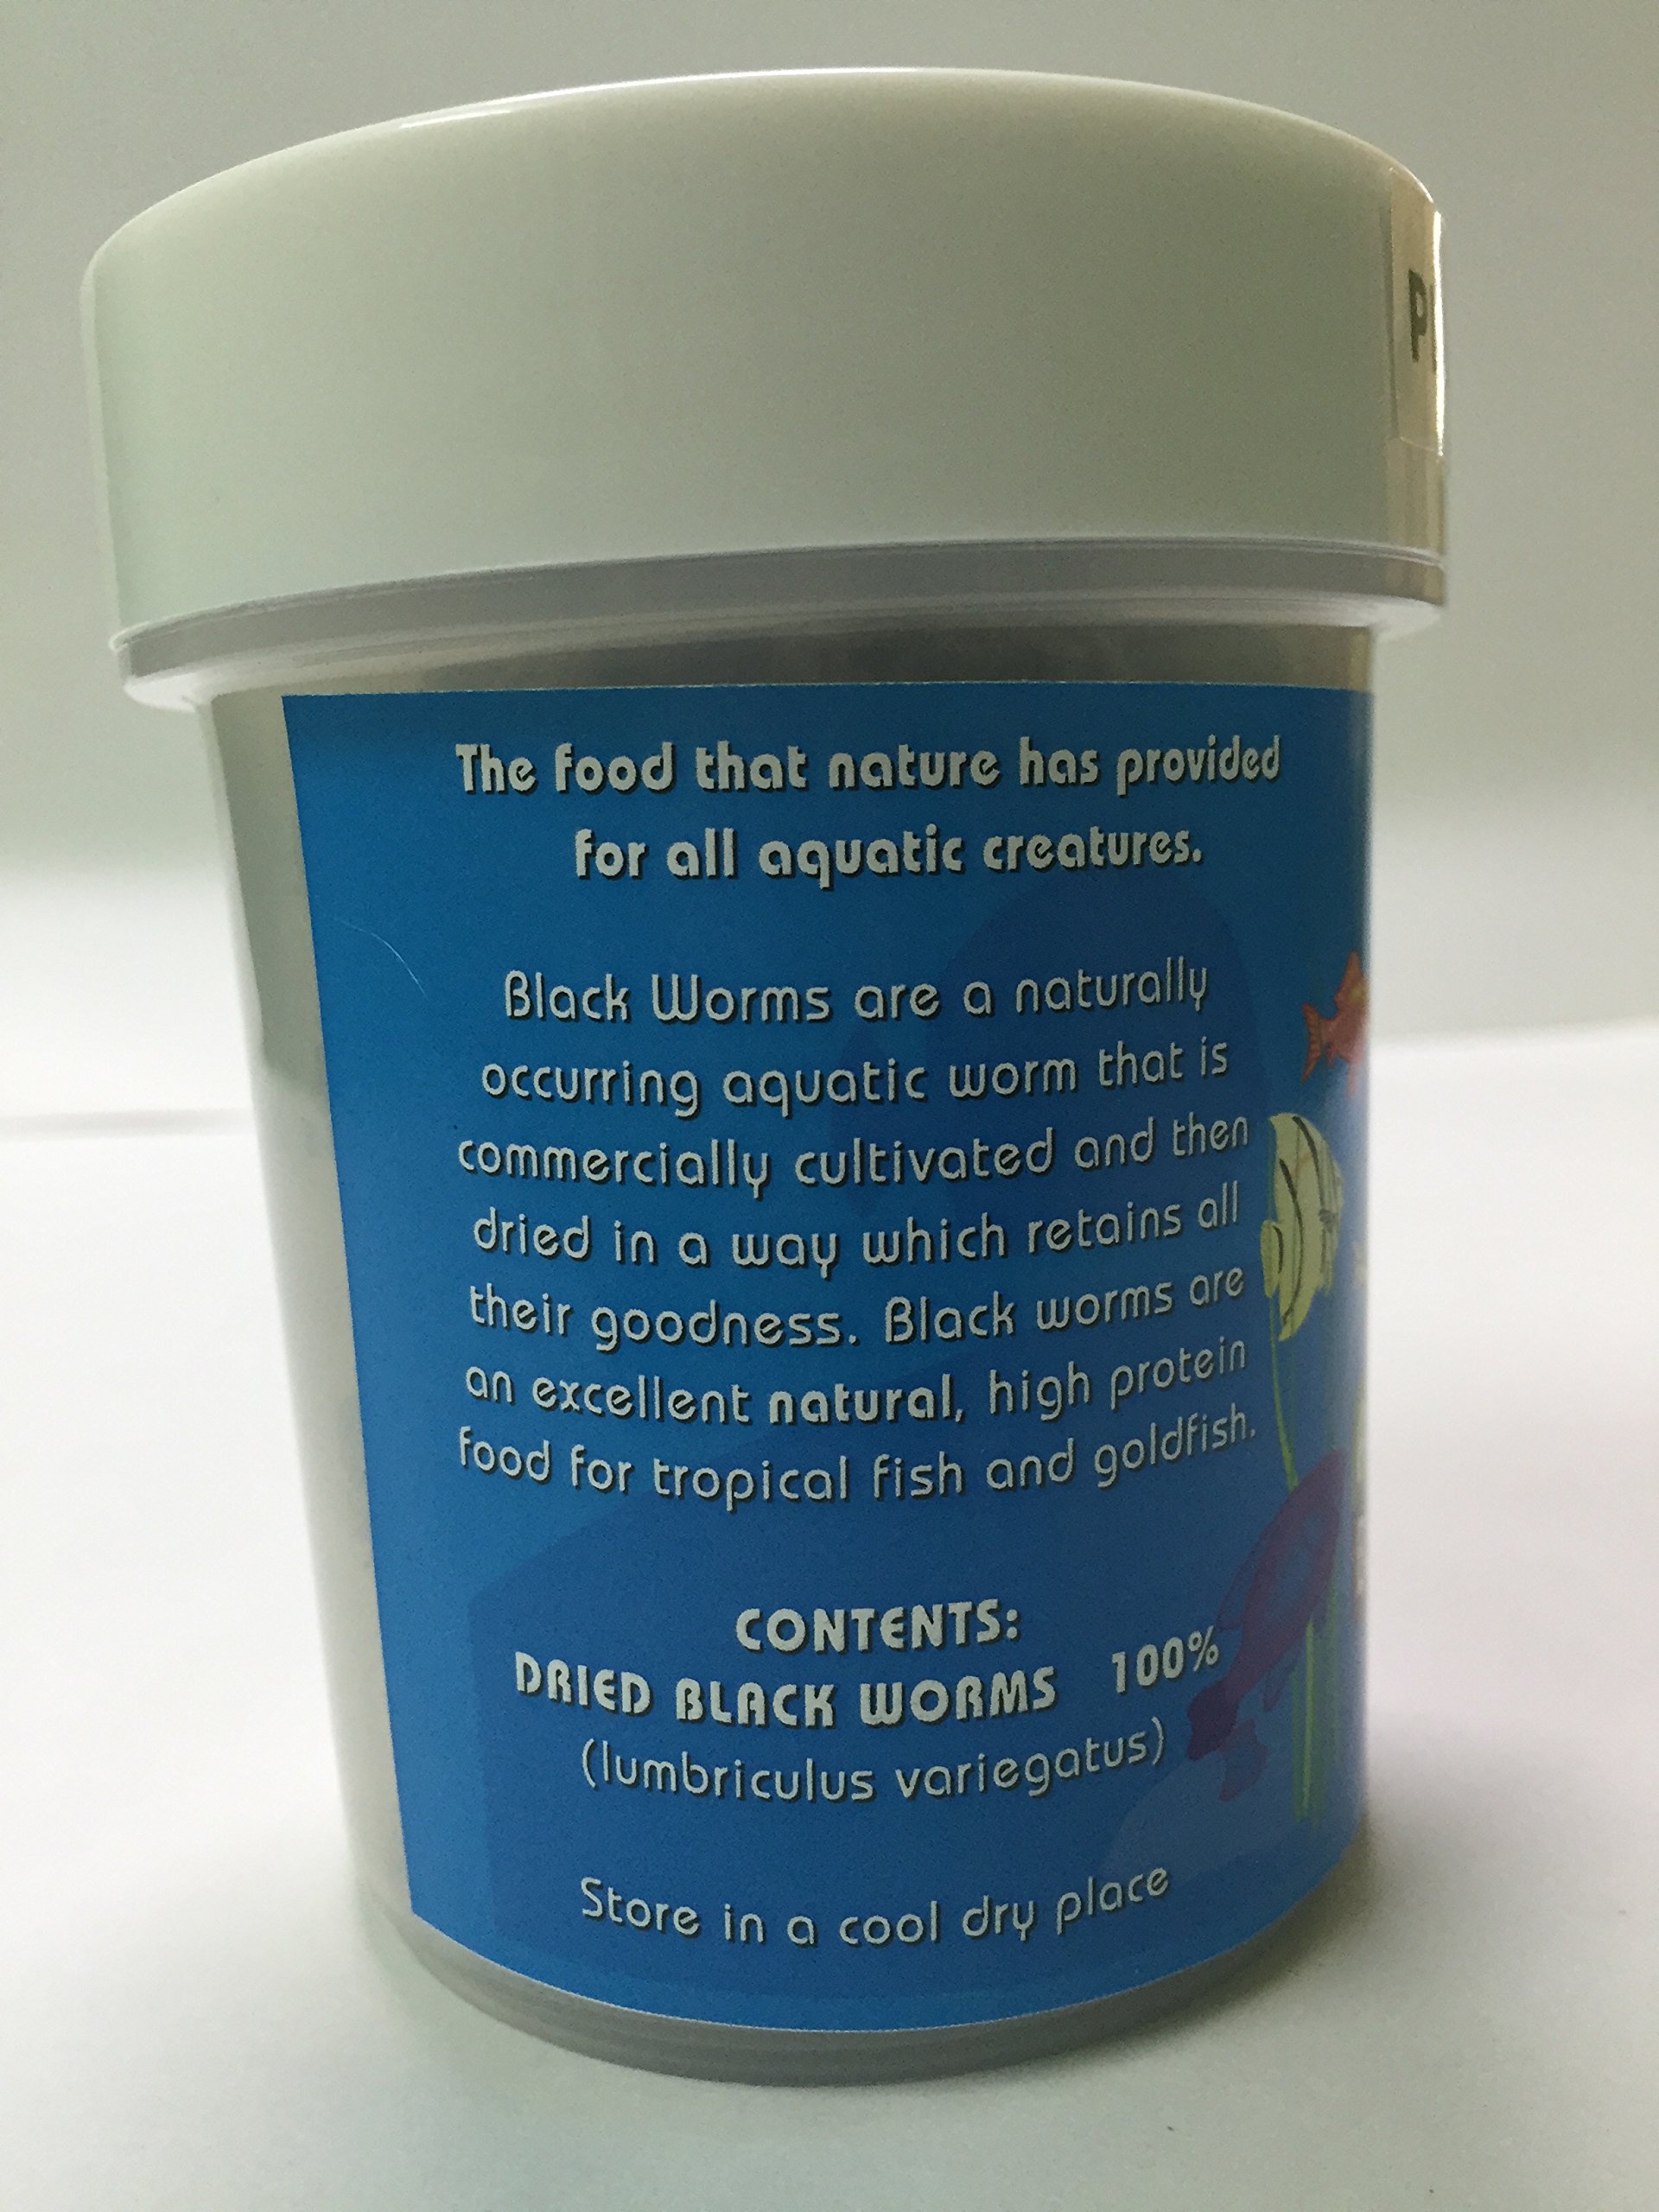 The food that nature has provided
for all aquatic creatures.
Black Worms are a naturally
occurring aquatic worm that is
commercially cultivated and then
dried in a way which retains all
their goodness. Black worms are
an excellent natural, high protein
food for tropical fish and goldfish.
CONTENTS:
DRIED BLACK WORMS 100%
(lumbriculus variegatus)
Store in a cool dry place